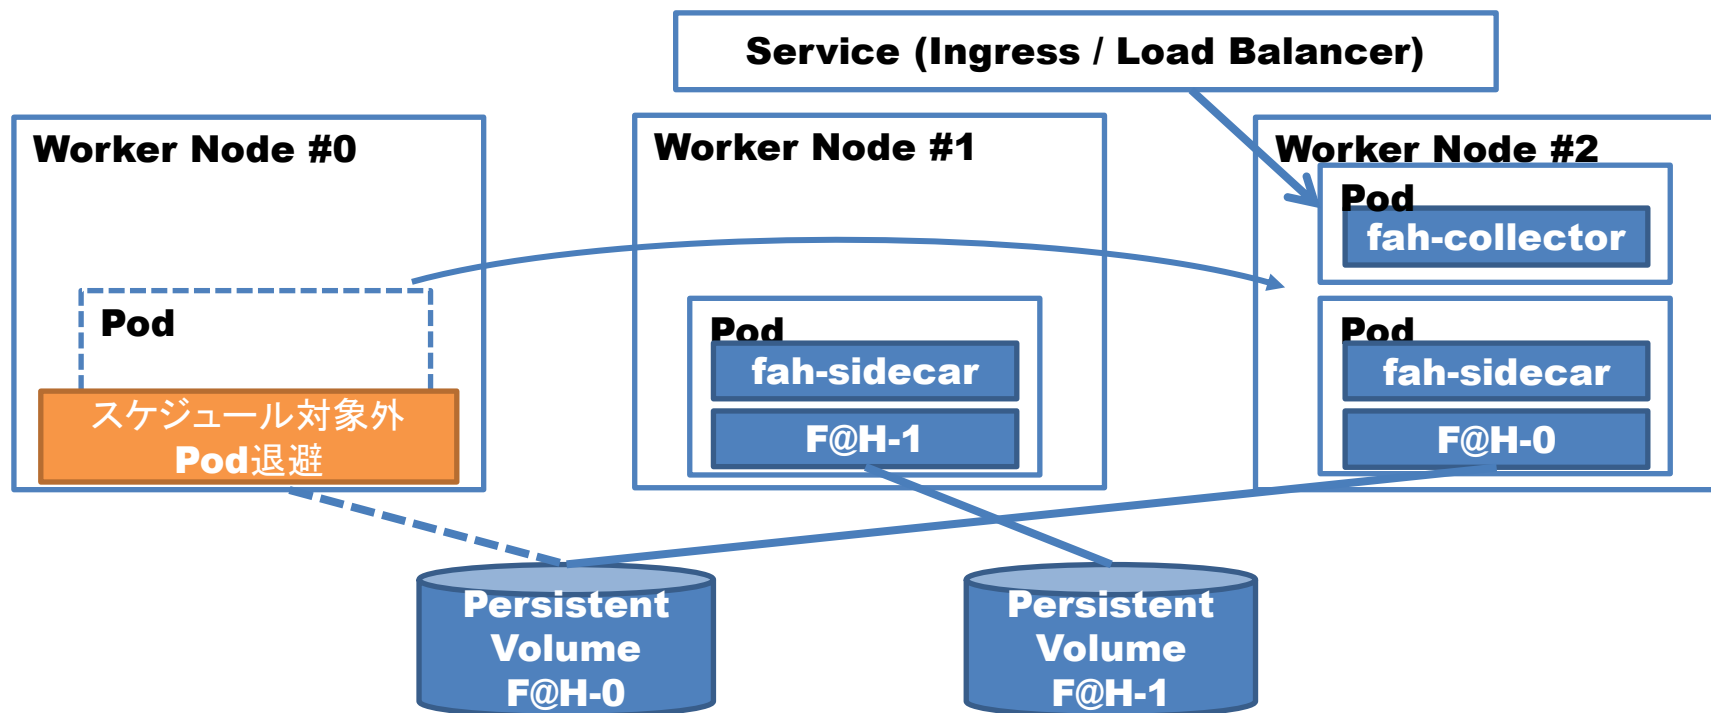 Service (Ingress / Load Balancer)
Worker Node #0
Pod
スケジュール対象外
Pod退避
Worker Node #1
Pod
fah-sidecar
F@H-1
Worker Node #2
Pod
fah-collector
Pod
fah-sidecar
F@H-0
Persistent
Volume
F@H-0
Persistent
Volume
F@H-1